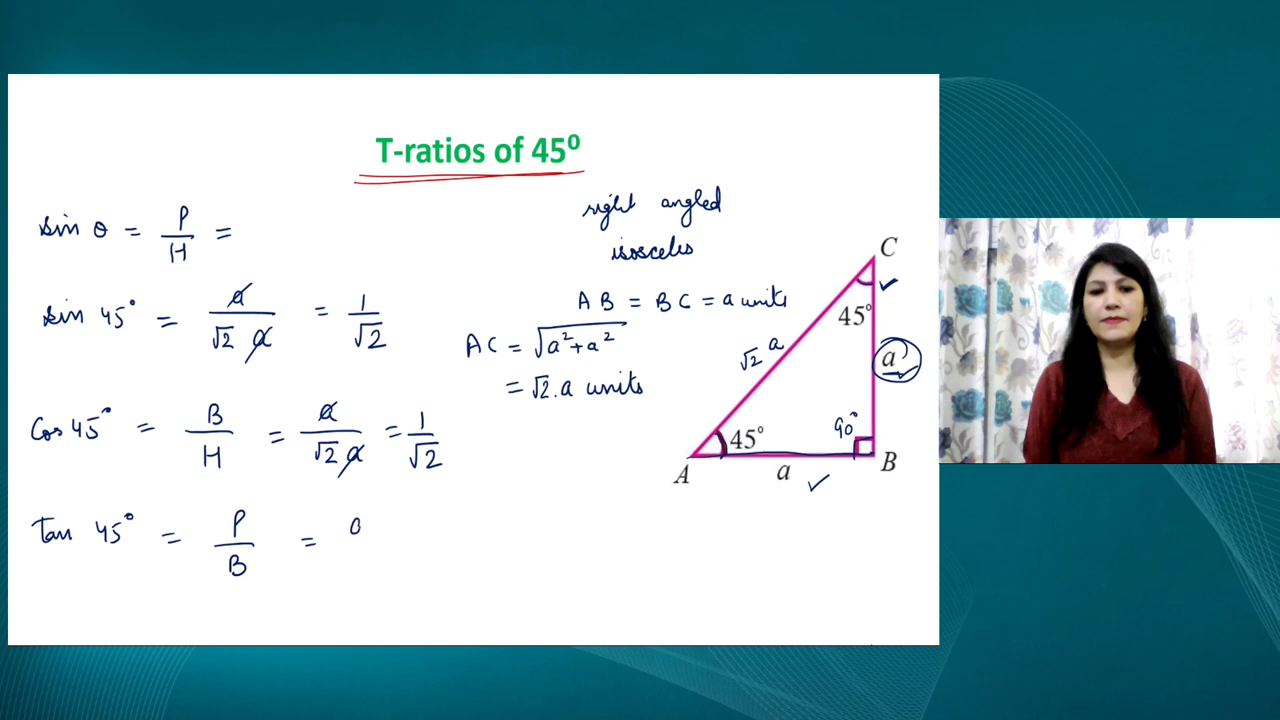 T-ratios of 45⁰
sin θ = P/H =
sin 45° = a/√2 a = 1/√2
cos 45° = B/H = a/√2 a = 1/√2
tan 45° = P/B =
right angled
isosceles
AB = BC = a units
AC = √a²+a²
= √2.a units
C
45°
√2 a
a
90°
45°
A
a
B